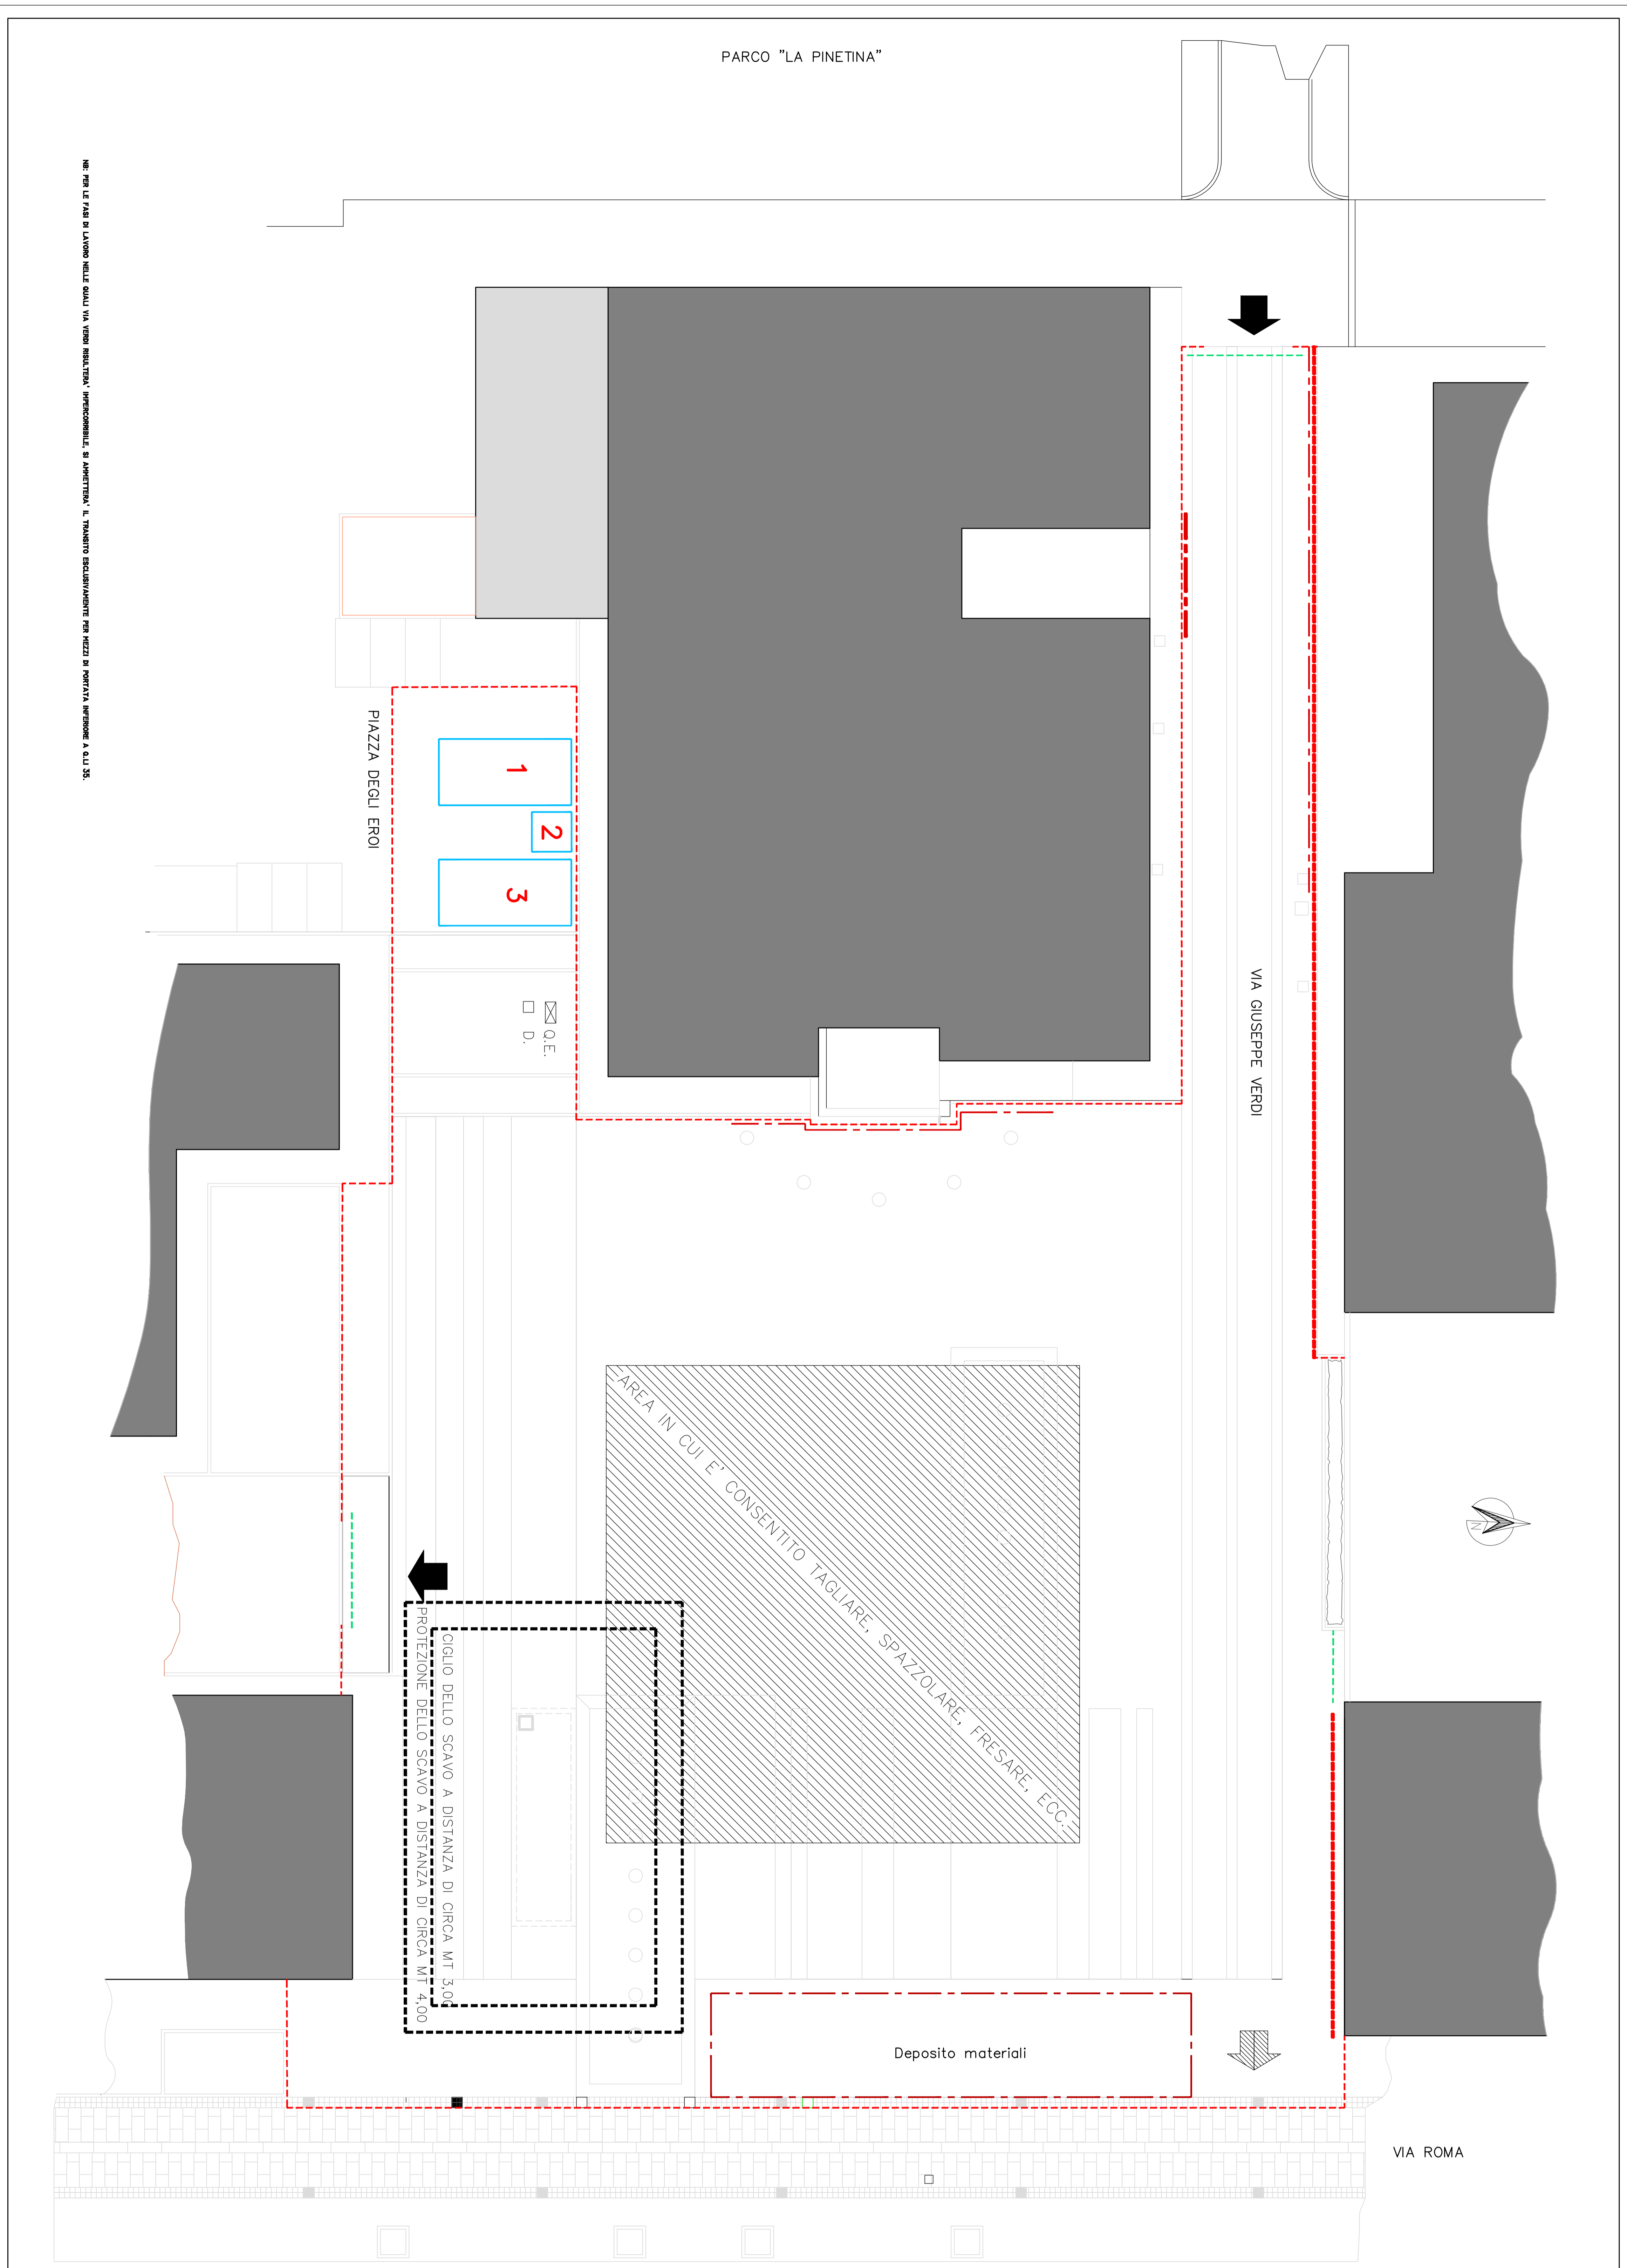 PARCO "LA PINETINA"
NB: PER LE FASI DI LAVORO NELLE QUALI VIA VERDI RISULTERA' IMPERCORRIBILE, SI AMMETTERA' IL TRANSITO ESCLUSIVAMENTE PER MEZZI DI PORTATA INFERIORE A Q.LI 35.
PIAZZA DEGLI EROI
1
2
3
Q.E.
D.
VIA GIUSEPPE VERDI
AREA IN CUI E' CONSENTITO TAGLIARE, SPAZZOLARE, FRESARE, ECC.
N
CIGLIO DELLO SCAVO A DISTANZA DI CIRCA MT 3,00
PROTEZIONE DELLO SCAVO A DISTANZA DI CIRCA MT 4,00
Deposito materiali
VIA ROMA